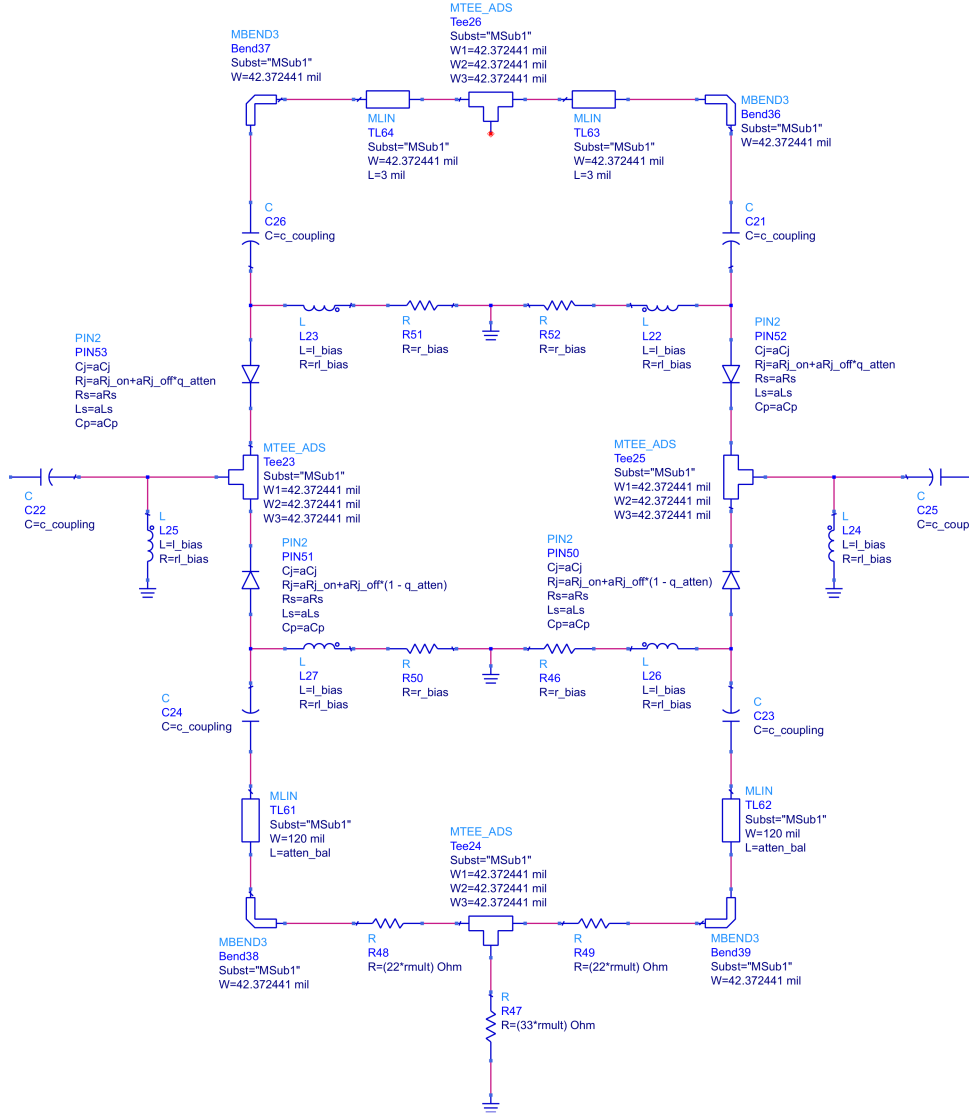 MTEE_ADS
Tee26
Subst="MSub1"
W1=42.372441 mil
W2=42.372441 mil
W3=42.372441 mil
MBEND3
Bend37
Subst="MSub1"
W=42.372441 mil
MLIN
TL64
Subst="MSub1"
W=42.372441 mil
L=3 mil
MLIN
TL63
Subst="MSub1"
W=42.372441 mil
L=3 mil
MBEND3
Bend36
Subst="MSub1"
W=42.372441 mil
C
C26
C=c_coupling
C
C21
C=c_coupling
L
L23
L=l_bias
R=rl_bias
R
R51
R=r_bias
R
R52
R=r_bias
L
L22
L=l_bias
R=rl_bias
PIN2
PIN53
Cj=aCj
Rj=aRj_on+aRj_off*q_atten
Rs=aRs
Ls=aLs
Cp=aCp
PIN2
PIN52
Cj=aCj
Rj=aRj_on+aRj_off*q_atten
Rs=aRs
Ls=aLs
Cp=aCp
MTEE_ADS
Tee23
Subst="MSub1"
W1=42.372441 mil
W2=42.372441 mil
W3=42.372441 mil
MTEE_ADS
Tee25
Subst="MSub1"
W1=42.372441 mil
W2=42.372441 mil
W3=42.372441 mil
C
C22
C=c_coupling
L
L25
L=l_bias
R=rl_bias
L
L24
L=l_bias
R=rl_bias
C
C25
C=c_coup
PIN2
PIN51
Cj=aCj
Rj=aRj_on+aRj_off*(1 - q_atten)
Rs=aRs
Ls=aLs
Cp=aCp
PIN2
PIN50
Cj=aCj
Rj=aRj_on+aRj_off*(1 - q_atten)
Rs=aRs
Ls=aLs
Cp=aCp
L
L27
L=l_bias
R=rl_bias
R
R50
R=r_bias
R
R46
R=r_bias
L
L26
L=l_bias
R=rl_bias
C
C24
C=c_coupling
C
C23
C=c_coupling
MLIN
TL61
Subst="MSub1"
W=120 mil
L=atten_bal
MLIN
TL62
Subst="MSub1"
W=120 mil
L=atten_bal
MTEE_ADS
Tee24
Subst="MSub1"
W1=42.372441 mil
W2=42.372441 mil
W3=42.372441 mil
MBEND3
Bend38
Subst="MSub1"
W=42.372441 mil
R
R48
R=(22*rmult) Ohm
R
R49
R=(22*rmult) Ohm
MBEND3
Bend39
Subst="MSub1"
W=42.372441 mil
R
R47
R=(33*rmult) Ohm